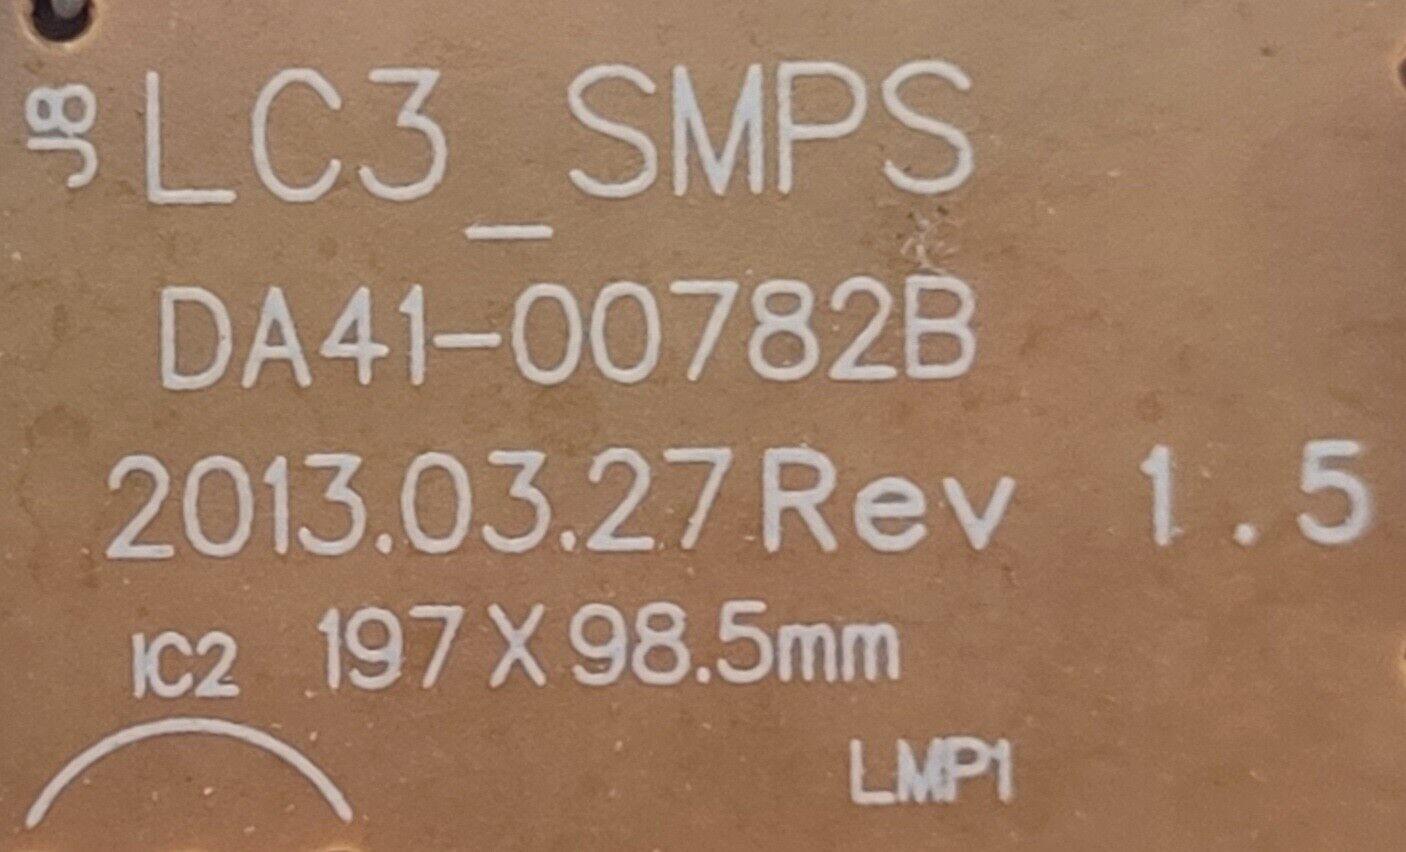 J8
LC3_SMPS
DA41-00782B
2013.03.27 Rev 1.5
IC2 197 X 98.5mm
LMP1